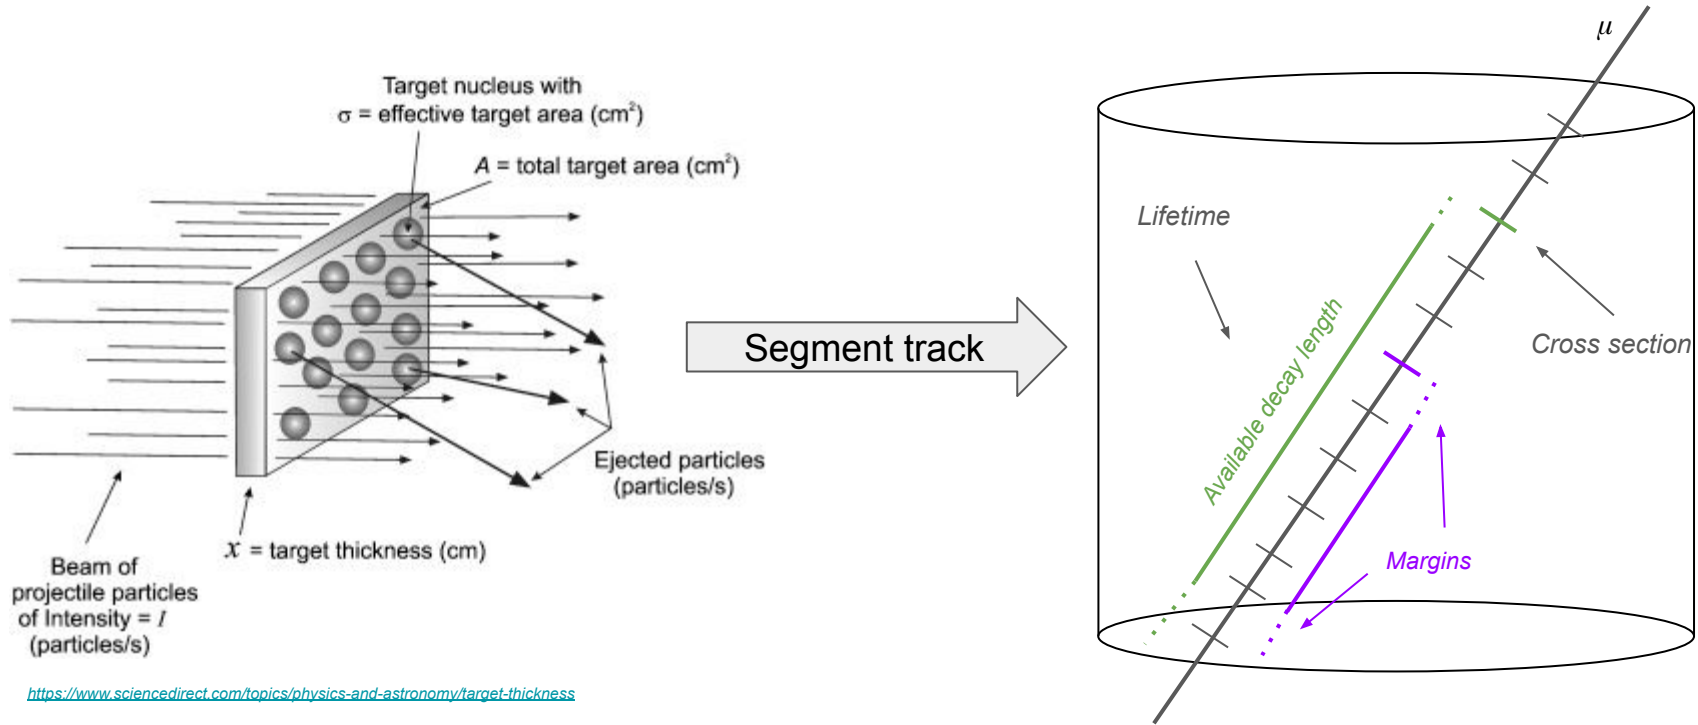 Target nucleus with
σ = effective target area (cm²)
A = total target area (cm²)
Ejected particles
(particles/s)
x = target thickness (cm)
Beam of
projectile particles
of Intensity = I
(particles/s)
https://www.sciencedirect.com/topics/physics-and-astronomy/target-thickness
Segment track
μ
Lifetime
Available decay length
Cross section
Margins